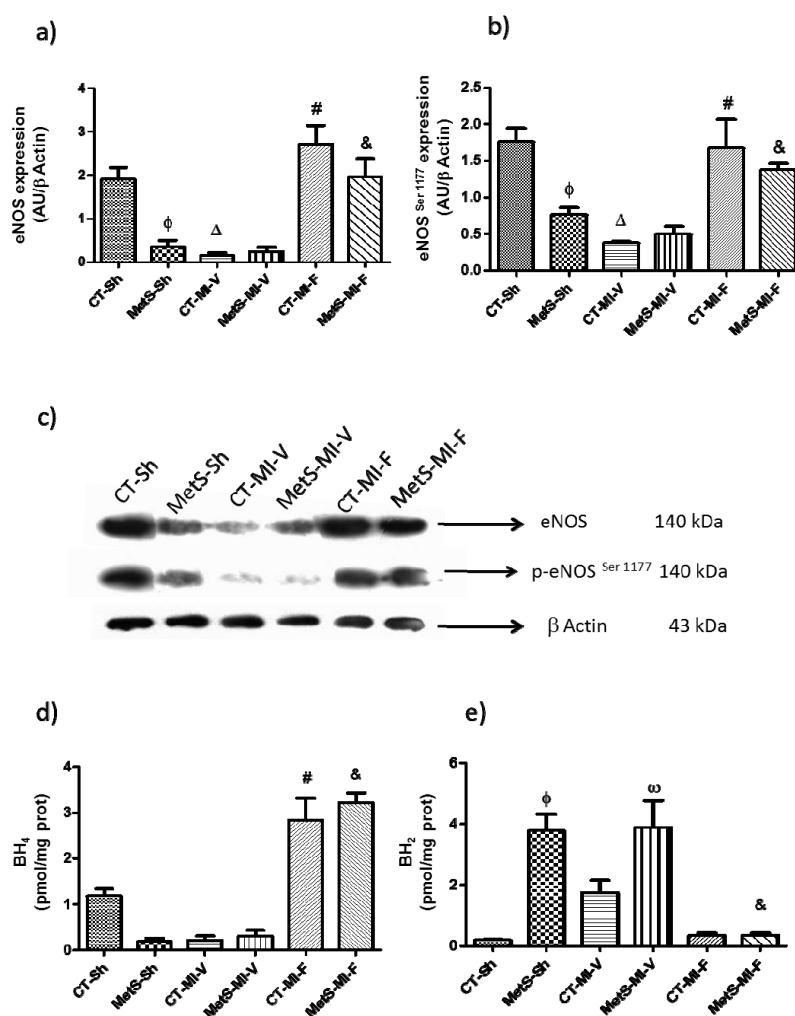 a)
eNOS expression
(AU/β Actin)
4
3
2
1
0
ϕ
Δ
#
&
CT-Sh
MetS-Sh
CT-MI-V
MetS-MI-V
CT-MI-F
MetS-MI-F
b)
eNOS Ser 1177 expression
(AU/β Actin)
2.5
2.0
1.5
1.0
0.5
0.0
ϕ
Δ
#
&
CT-Sh
MetS-Sh
CT-MI-V
MetS-MI-V
CT-MI-F
MetS-MI-F
c)
CT-Sh MetS-Sh CT-MI-V MetS-MI-V CT-MI-F MetS-MI-F
eNOS 140 kDa
p-eNOS Ser 1177 140 kDa
β Actin 43 kDa
d)
BH4
(pmol/mg prot)
4
3
2
1
0
#
&
CT-Sh
MetS-Sh
CT-MI-V
MetS-MI-V
CT-MI-F
MetS-MI-F
e)
BH2
(pmol/mg prot)
6
4
2
0
ϕ
ω
&
CT-Sh
MetS-Sh
CT-MI-V
MetS-MI-V
CT-MI-F
MetS-MI-F